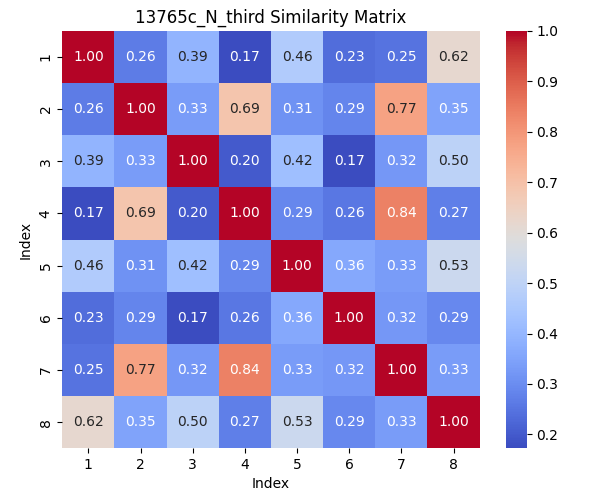 13765c_N_third Similarity Matrix
1 1.00 0.26 0.39 0.17 0.46 0.23 0.25 0.62
2 0.26 1.00 0.33 0.69 0.31 0.29 0.77 0.35
3 0.39 0.33 1.00 0.20 0.42 0.17 0.32 0.50
4 0.17 0.69 0.20 1.00 0.29 0.26 0.84 0.27
5 0.46 0.31 0.42 0.29 1.00 0.36 0.33 0.53
6 0.23 0.29 0.17 0.26 0.36 1.00 0.32 0.29
7 0.25 0.77 0.32 0.84 0.33 0.32 1.00 0.33
8 0.62 0.35 0.50 0.27 0.53 0.29 0.33 1.00
1 2 3 4 5 6 7 8
Index
Index
1.0
0.9
0.8
0.7
0.6
0.5
0.4
0.3
0.2